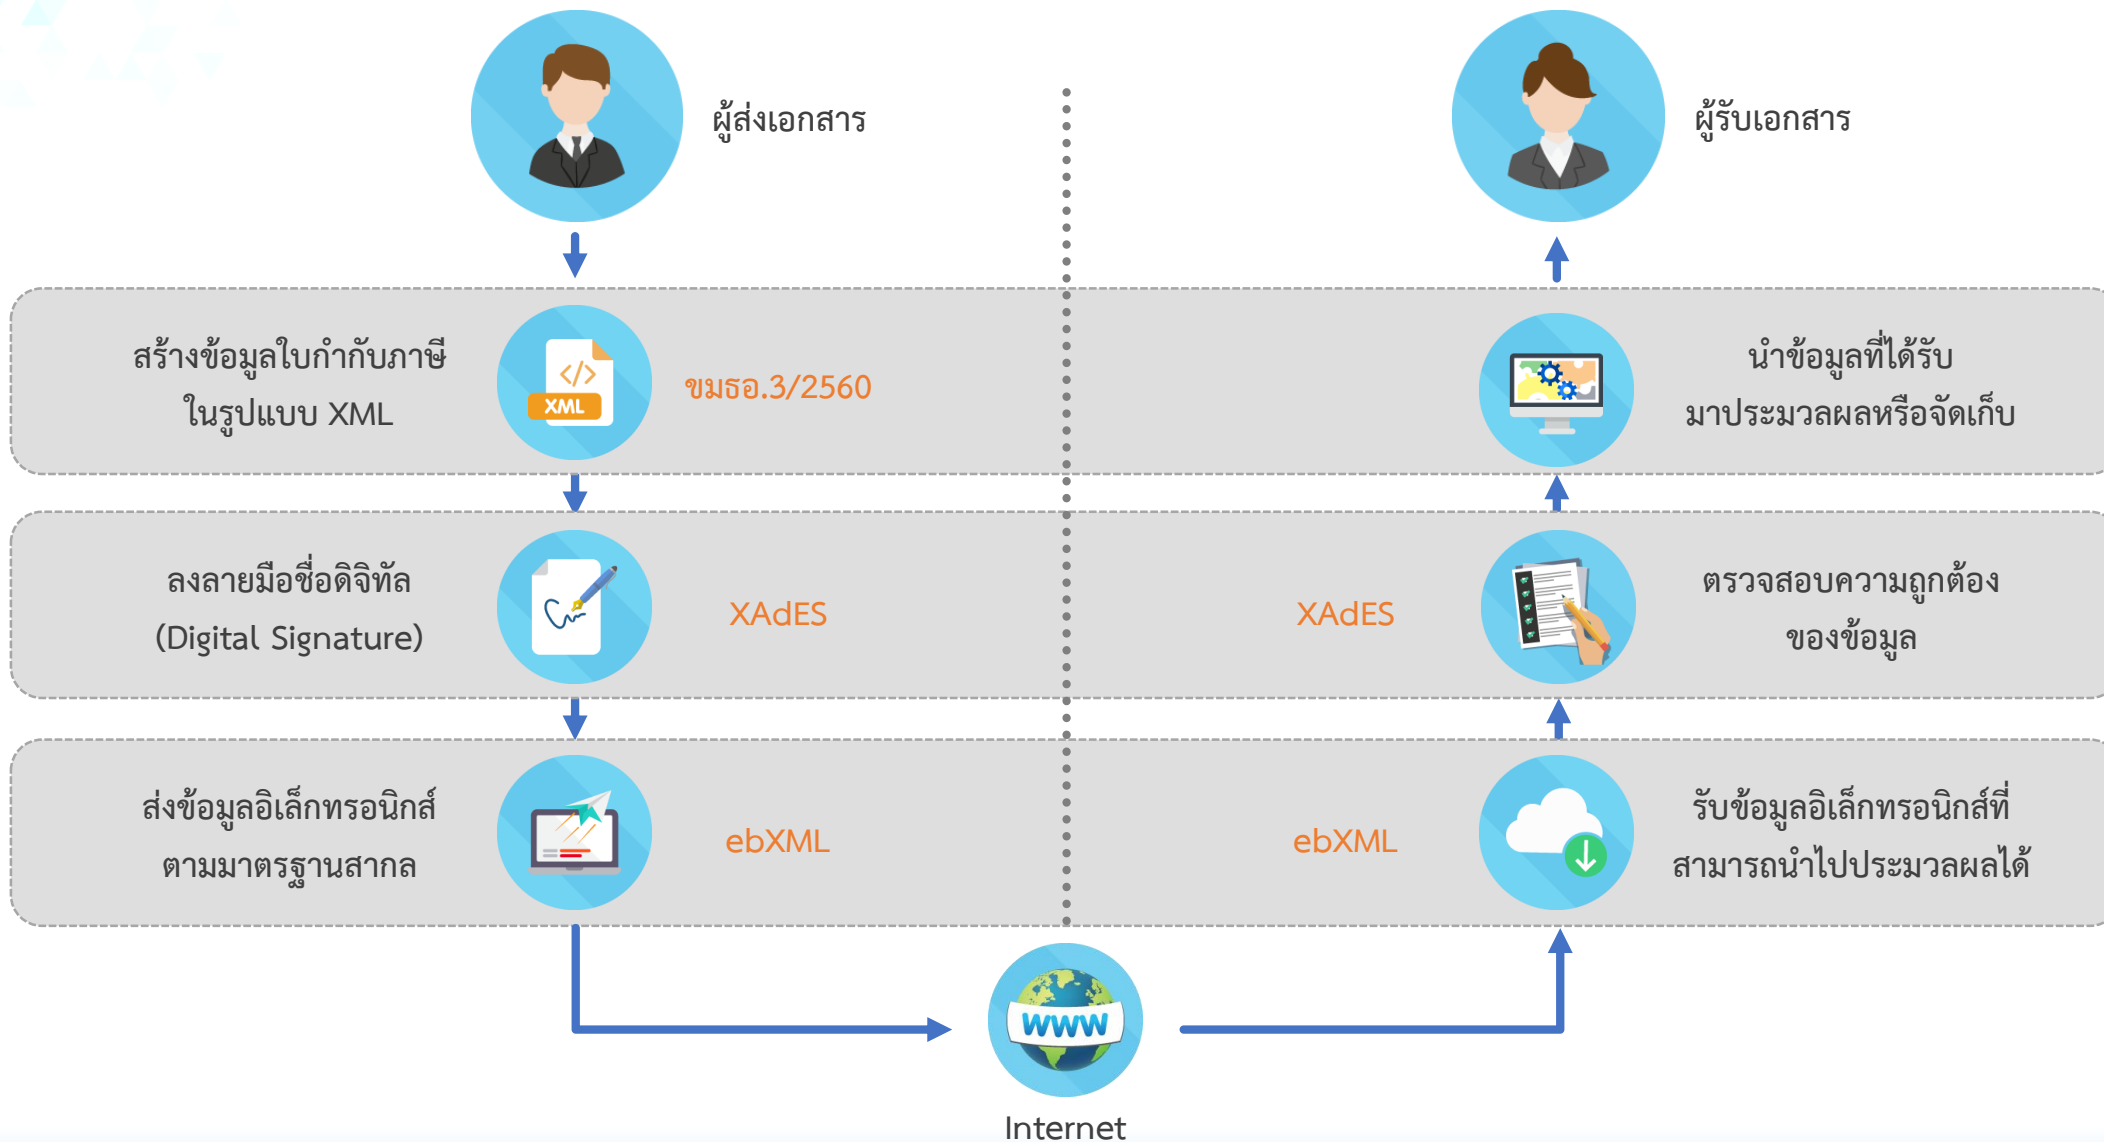 ผู้ส่งเอกสาร
ผู้รับเอกสาร
สร้างข้อมูลใบกำกับภาษี
ในรูปแบบ XML
</>
XML
ขมธอ.3/2560
นำข้อมูลที่ได้รับ
มาประมวลผลหรือจัดเก็บ
ลงลายมือชื่อดิจิทัล
(Digital Signature)
XAdES
XAdES
ตรวจสอบความถูกต้อง
ของข้อมูล
ส่งข้อมูลอิเล็กทรอนิกส์
ตามมาตรฐานสากล
ebXML
ebXML
รับข้อมูลอิเล็กทรอนิกส์ที่
สามารถนำไปประมวลผลได้
WWW
Internet